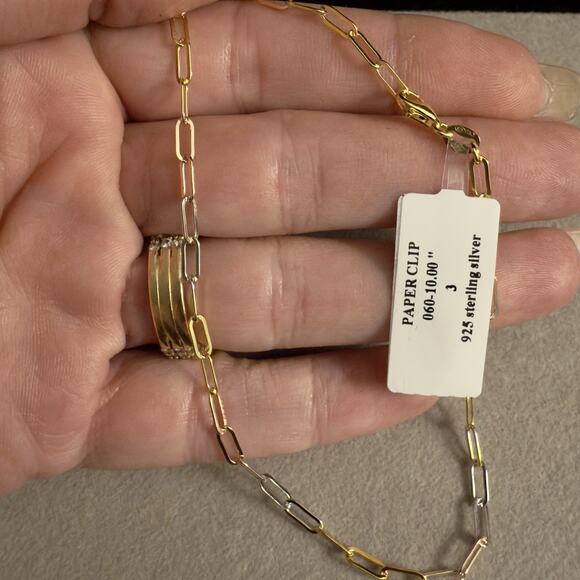 PAPER CLIP
060-10.00 "
3
925 sterling silver